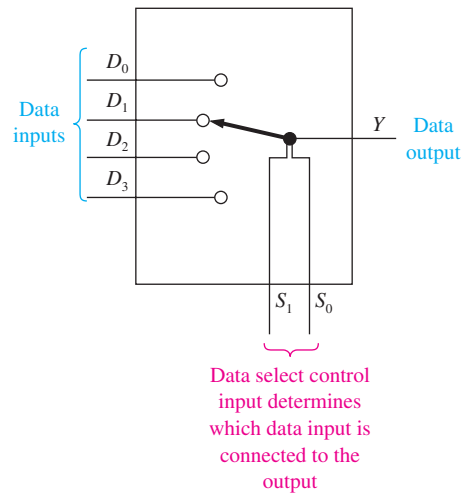 D₀
D₁
Data
inputs
D₂
D₃
Y
Data
output
S₁ S₀
Data select control
input determines
which data input is
connected to the
output